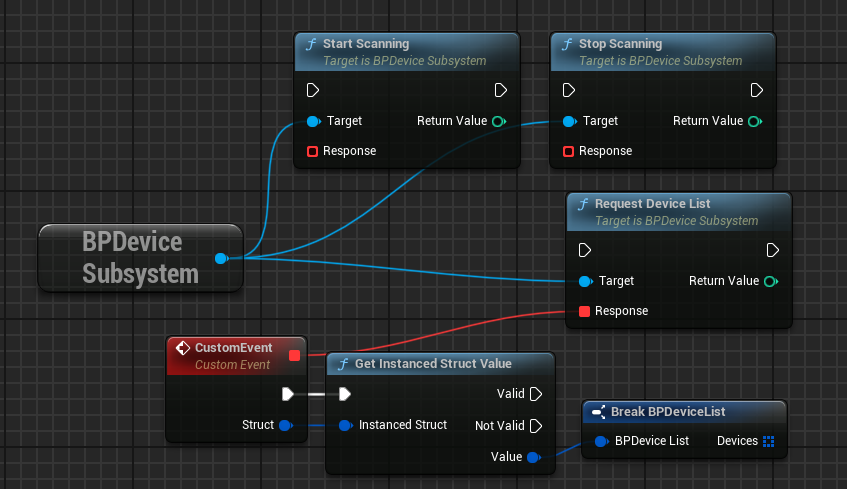 Start Scanning
Target is BPDevice Subsystem
Target
Return Value
Response
Stop Scanning
Target is BPDevice Subsystem
Target
Return Value
Response
Request Device List
Target is BPDevice Subsystem
Target
Return Value
Response
BPDevice
Subsystem
CustomEvent
Custom Event
Struct
Get Instanced Struct Value
Valid
Instanced Struct
Not Valid
Value
Break BPDeviceList
BPDevice List
Devices